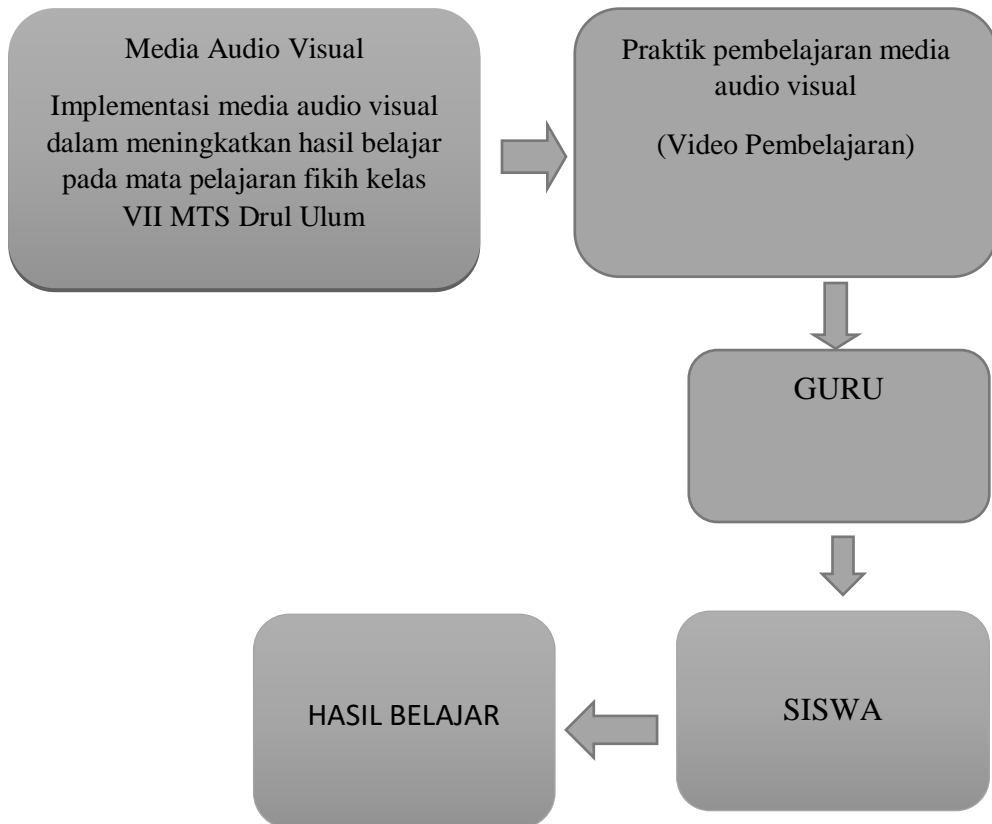 Media Audio Visual
Implementasi media audio visual
dalam meningkatkan hasil belajar
pada mata pelajaran fikih kelas
VII MTS Drul Ulum
Praktik pembelajaran media
audio visual
(Video Pembelajaran)
GURU
SISWA
HASIL BELAJAR